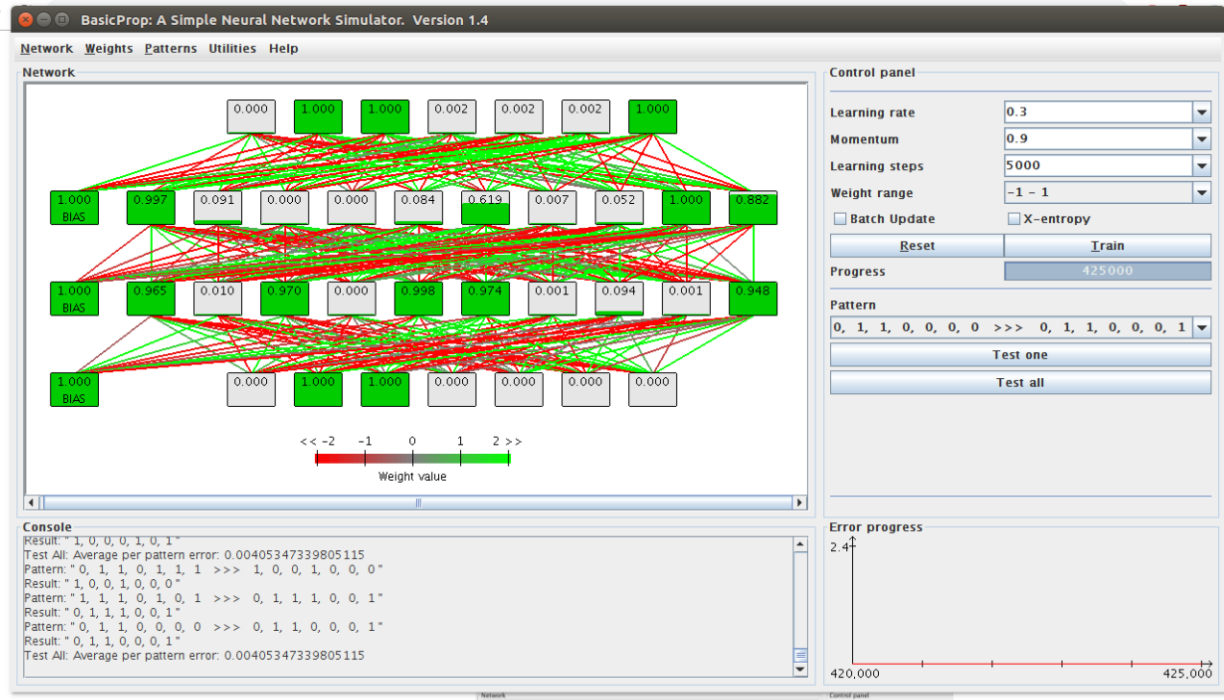 BasicProp: A Simple Neural Network Simulator. Version 1.4
Network Weights Patterns Utilities Help
Network
0.000 1.000 1.000 0.002 0.002 0.002 1.000
1.000 0.997 0.091 0.000 0.000 0.084 0.619 0.007 0.052 1.000 0.882
BIAS
1.000 0.965 0.010 0.970 0.000 0.998 0.974 0.001 0.094 0.001 0.948
BIAS
1.000 0.000 1.000 1.000 0.000 0.000 0.000 0.000
BIAS
<< -2 -1 0 1 2 >>
Weight value
Control panel
Learning rate 0.3
Momentum 0.9
Learning steps 5000
Weight range -1 - 1
Batch Update X-entropy
Reset Train
Progress 425000
Pattern
0, 1, 1, 0, 0, 0, 0 >>> 0, 1, 1, 0, 0, 0, 1
Test one
Test all
Console
Result: " 1, 0, 0, 0, 1, 0, 1 "
Test All: Average per pattern error: 0.00405347339805115
Pattern: " 0, 1, 1, 0, 1, 1, 1 >>> 1, 0, 0, 1, 0, 0, 0 "
Result: " 1, 0, 0, 1, 0, 0, 0 "
Pattern: " 1, 1, 1, 0, 1, 0, 1 >>> 0, 1, 1, 1, 0, 0, 1 "
Result: " 0, 1, 1, 1, 0, 0, 1 "
Pattern: " 0, 1, 1, 0, 0, 0, 0 >>> 0, 1, 1, 0, 0, 0, 1 "
Result: " 0, 1, 1, 0, 0, 0, 1 "
Test All: Average per pattern error: 0.00405347339805115
Error progress
2.4
420,000 425,000
Network Control panel